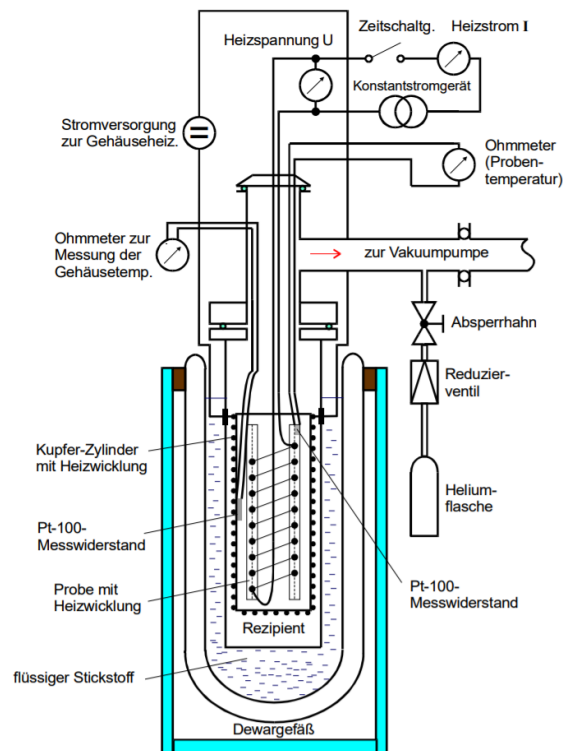 Heizspannung U
Zeitschaltg.
Heizstrom I
Konstantstromgerät
Stromversorgung
zur Gehäuseheiz.
Ohmmeter
(Proben-
temperatur)
Ohmmeter zur
Messung der
Gehäusetemp.
zur Vakuumpumpe
Absperrhahn
Reduzier-
ventil
Kupfer-Zylinder
mit Heizwicklung
Helium-
flasche
Pt-100-
Messwiderstand
Probe mit
Heizwicklung
Pt-100-
Messwiderstand
Rezipient
flüssiger Stickstoff
Dewargefäß